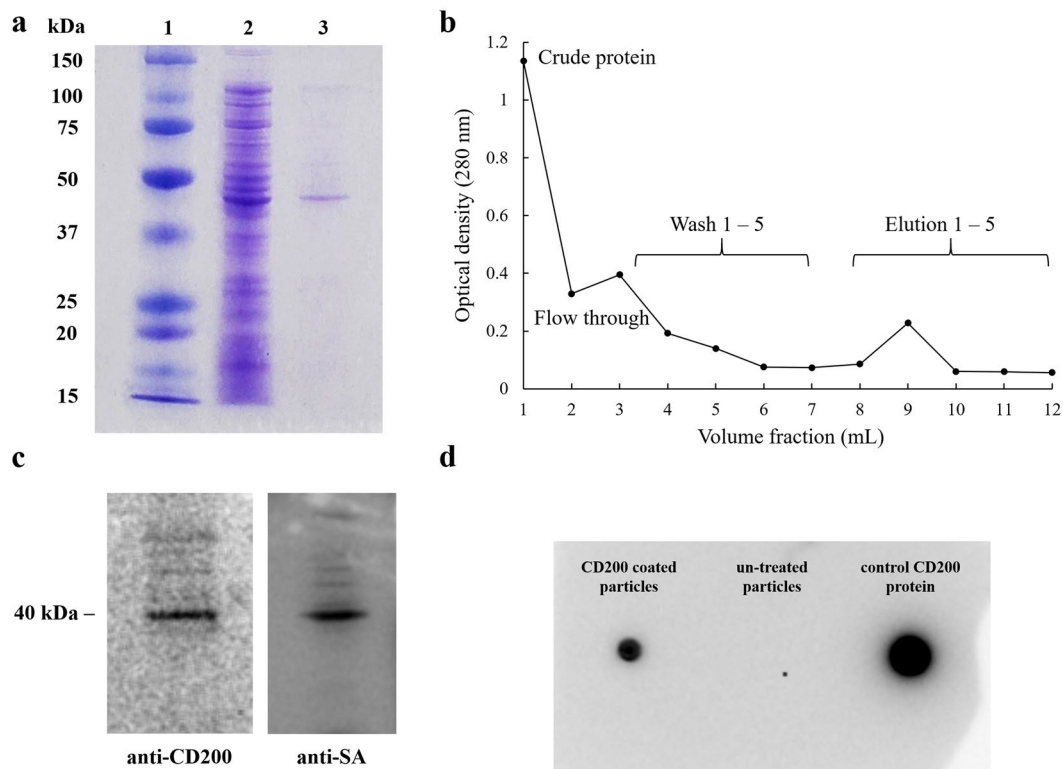 a
kDa 1 2 3
150
100
75
50
37
25
20
15
b
1.2
1
0.8
0.6
0.4
0.2
0
Optical density (280 nm)
Crude protein
Flow through
Wash 1 – 5
Elution 1 – 5
1 2 3 4 5 6 7 8 9 10 11 12
Volume fraction (mL)
c
40 kDa –
anti-CD200 anti-SA
d
CD200 coated
particles
un-treated
particles
control CD200
protein